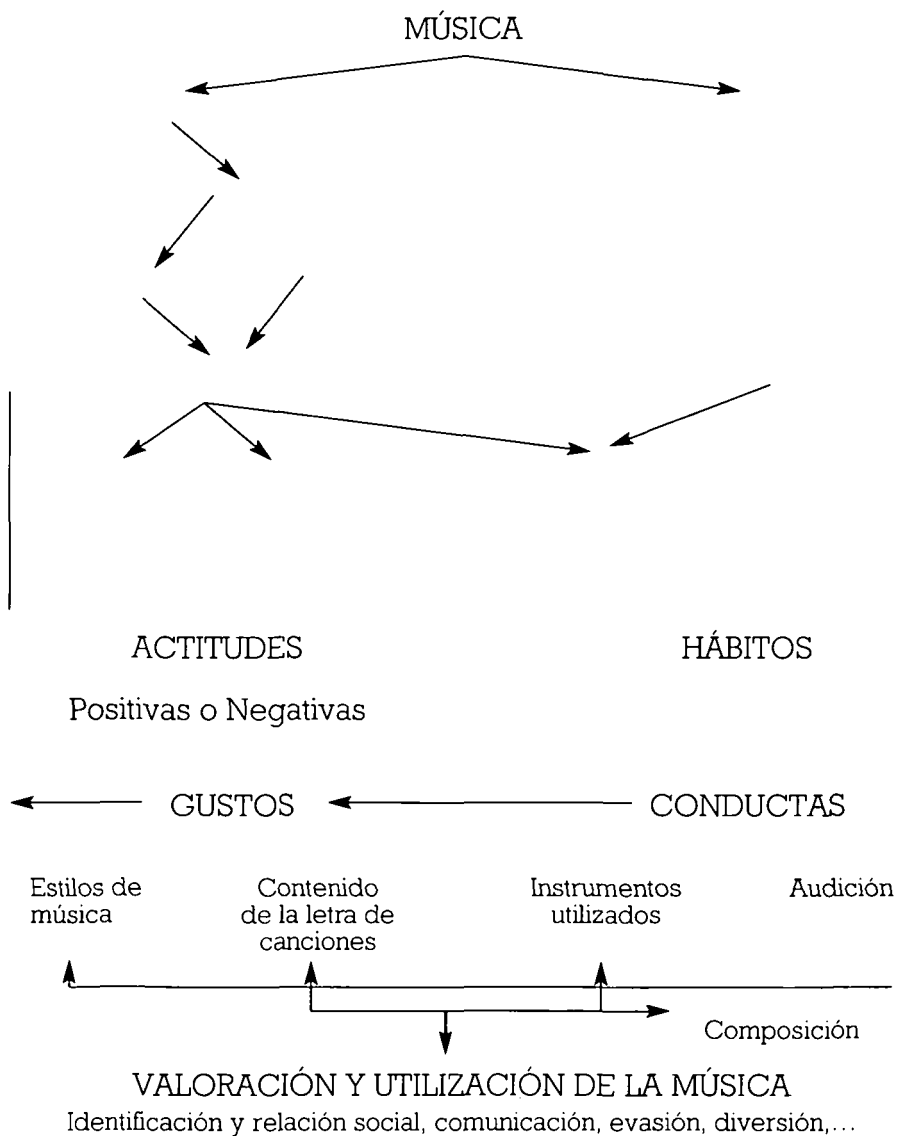 MÚSICA
ACTITUDES
HÁBITOS
Positivas o Negativas
GUSTOS
CONDUCTAS
Estilos de
música
Contenido
de la letra de
canciones
Instrumentos
utilizados
Audición
Composición
VALORACIÓN Y UTILIZACIÓN DE LA MÚSICA
Identificación y relación social, comunicación, evasión, diversión,...